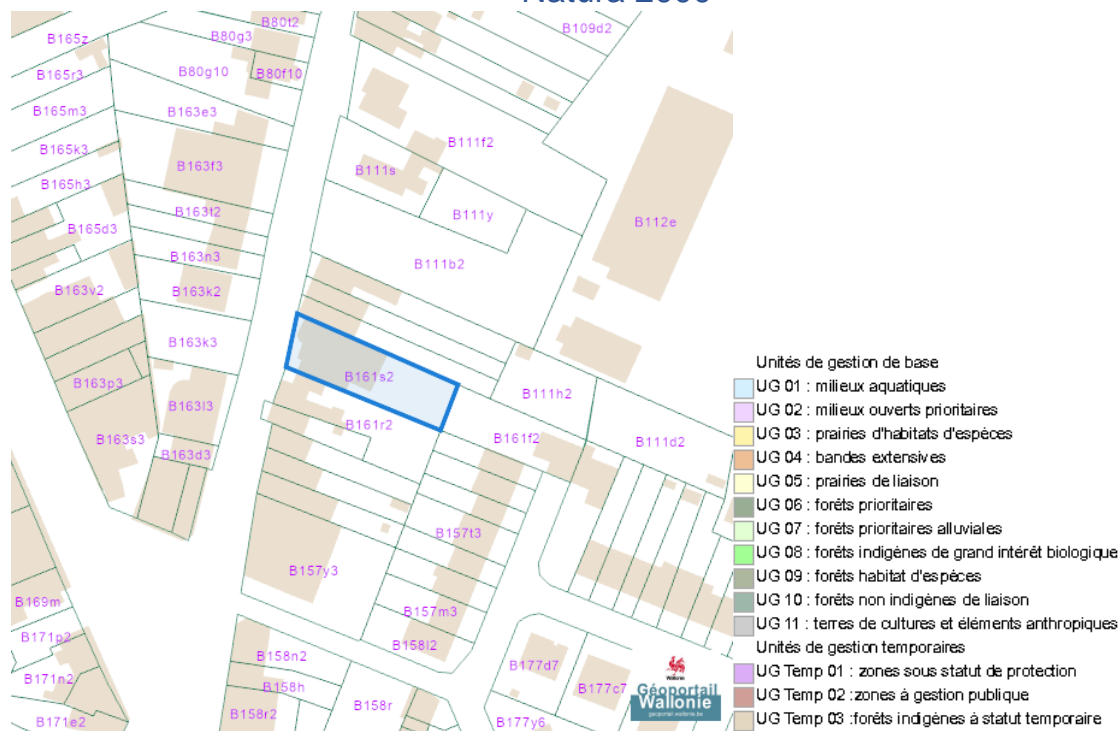 Natura 2000
B80t2
B109d2
B165z
B80g3
B165r3
B80g10
B80f10
B165m3
B163e3
B165k3
B111f2
B163f3
B111s
B165h3
B163t2
B111y
B112e
B165d3
B163n3
B111b2
B163v2
B163k2
B163k3
B161s2
B163p3
B111h2
B163l3
B161r2
B161f2
B111d2
B163s3
B163d3
B157t3
B157y3
B169m
B157m3
B171p2
B158l2
B158n2
B171n2
B177d7
B158h
B177c7
B158r
B158r2
B171e2
B177y6
Wallonie
Géoportail
Wallonie
geoportail.wallonie.be
Unités de gestion de base
UG 01 : milieux aquatiques
UG 02 : milieux ouverts prioritaires
UG 03 : prairies d'habitats d'espèces
UG 04 : bandes extensives
UG 05 : prairies de liaison
UG 06 : forêts prioritaires
UG 07 : forêts prioritaires alluviales
UG 08 : forêts indigènes de grand intérêt biologique
UG 09 : forêts habitat d'espèces
UG 10 : forêts non indigènes de liaison
UG 11 : terres de cultures et éléments anthropiques
Unités de gestion temporaires
UG Temp 01 : zones sous statut de protection
UG Temp 02 :zones à gestion publique
UG Temp 03 :forêts indigènes à statut temporaire